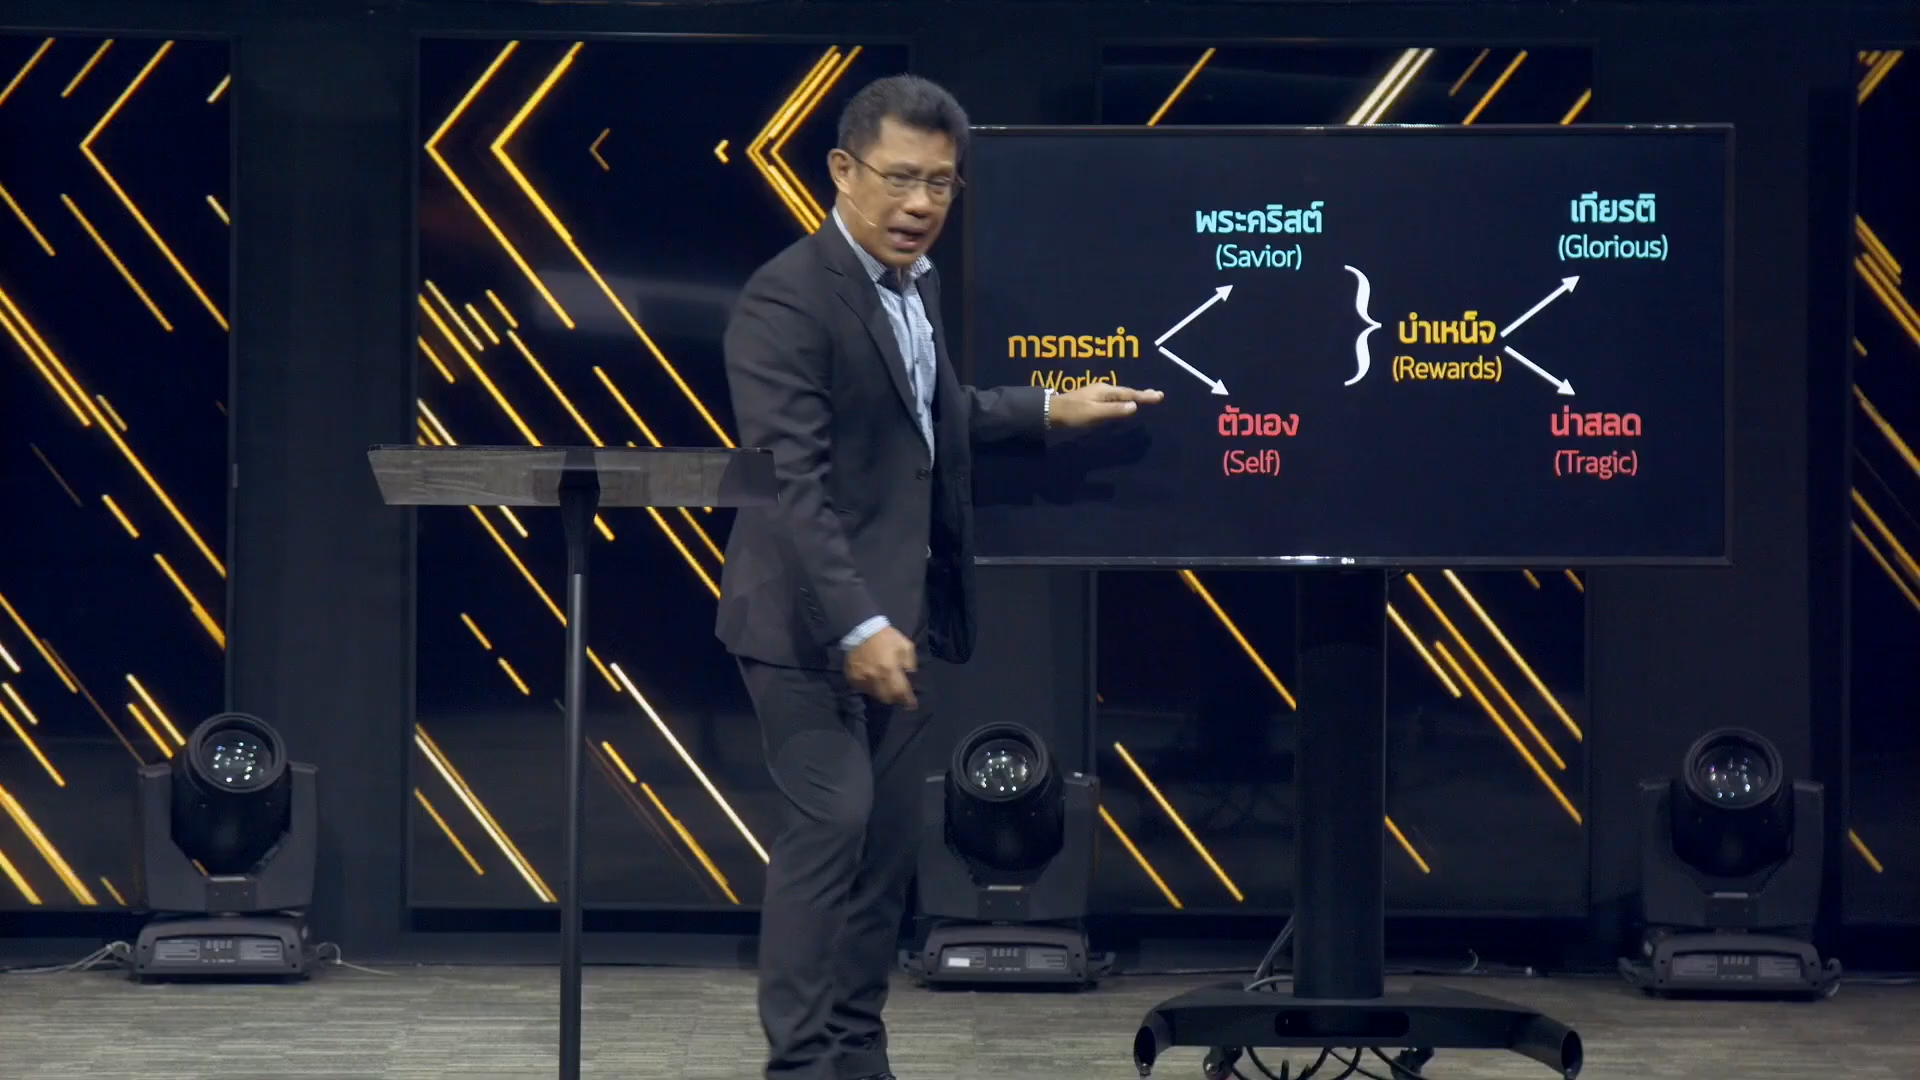 พระคริสต์
(Savior)
เกียรติ
(Glorious)
การกระทำ
(Works)
บำเหน็จ
(Rewards)
ตัวเอง
(Self)
น่าสลด
(Tragic)
LG